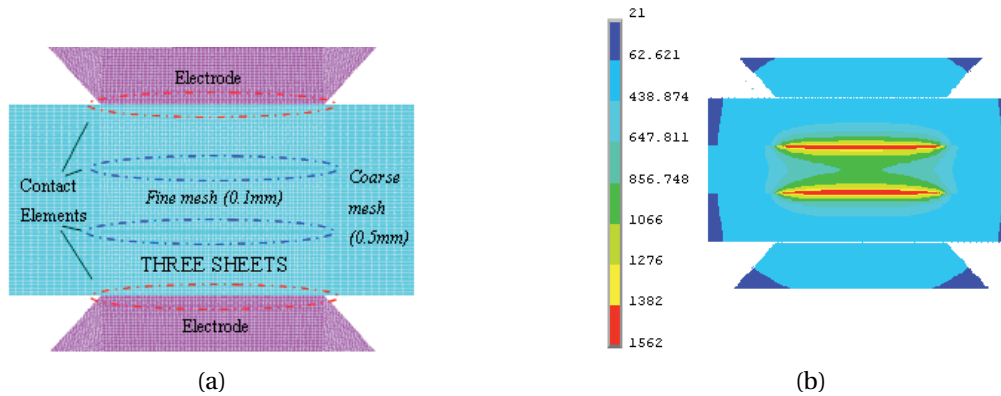 Electrode
Contact
Elements
Fine mesh (0.1mm)
Coarse
mesh
(0.5mm)
THREE SHEETS
Electrode
(a)
21
62.621
438.874
647.811
856.748
1066
1276
1382
1562
(b)